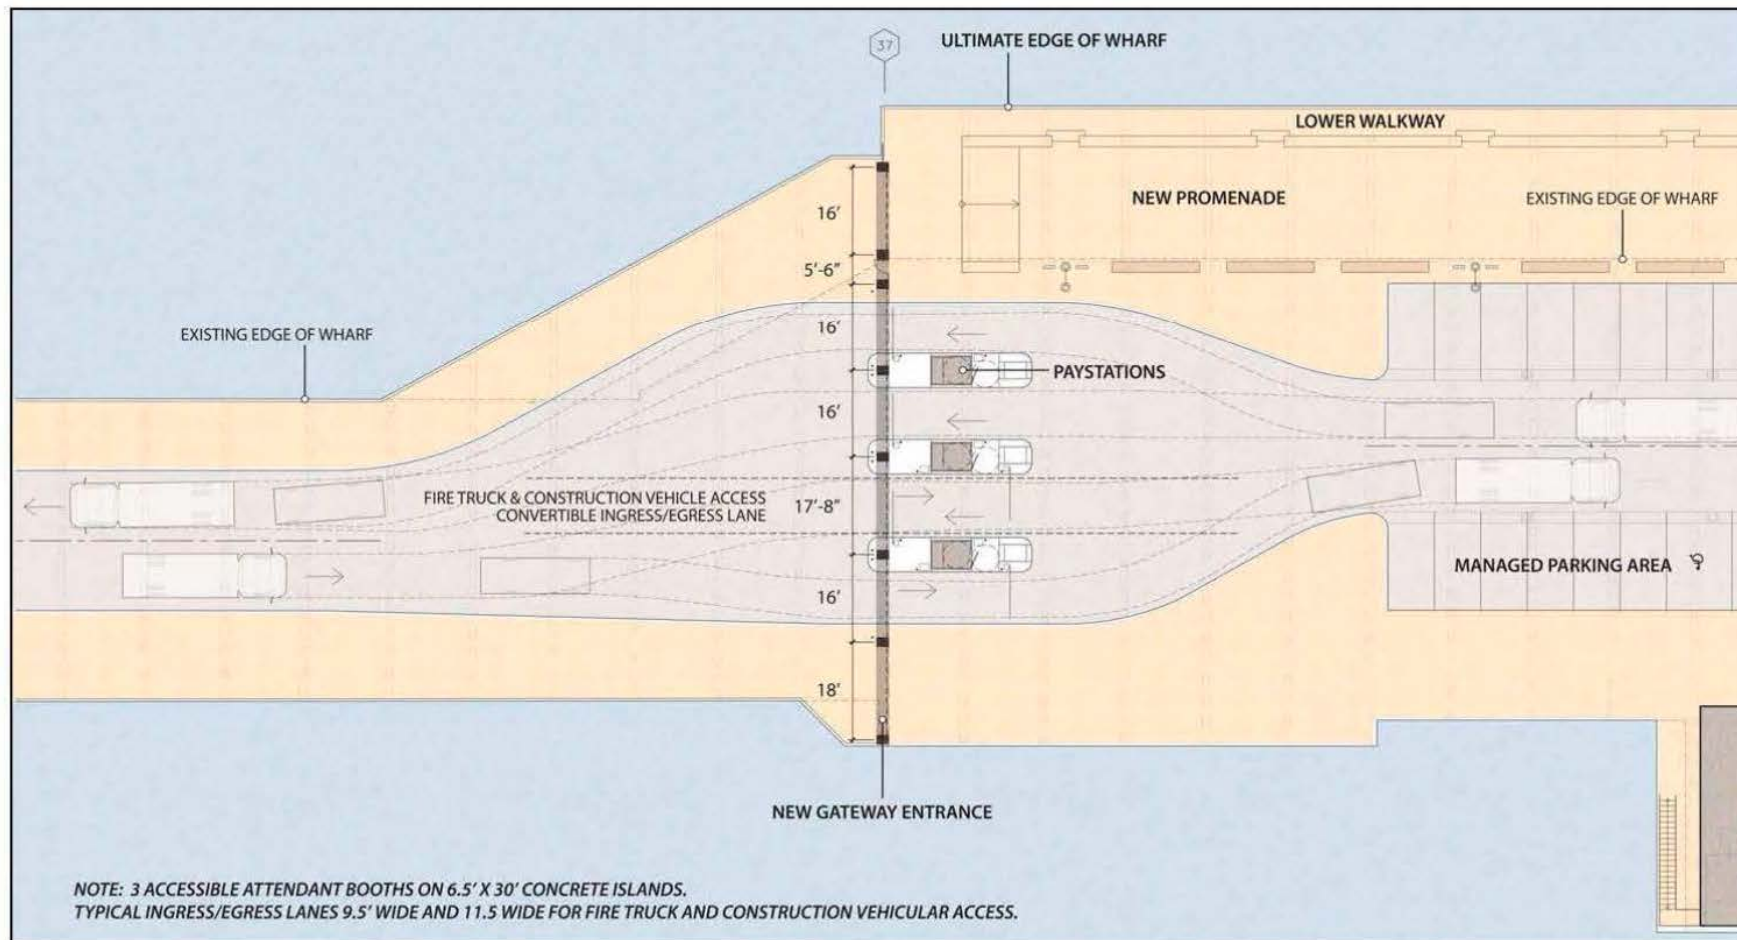 37
ULTIMATE EDGE OF WHARF
LOWER WALKWAY
NEW PROMENADE
EXISTING EDGE OF WHARF
16'
5'-6"
16'
EXISTING EDGE OF WHARF
PAYSTATIONS
16'
FIRE TRUCK & CONSTRUCTION VEHICLE ACCESS
CONVERTIBLE INGRESS/EGRESS LANE
17'-8"
MANAGED PARKING AREA
16'
18'
NEW GATEWAY ENTRANCE
NOTE: 3 ACCESSIBLE ATTENDANT BOOTHS ON 6.5' X 30' CONCRETE ISLANDS.
TYPICAL INGRESS/EGRESS LANES 9.5' WIDE AND 11.5 WIDE FOR FIRE TRUCK AND CONSTRUCTION VEHICULAR ACCESS.